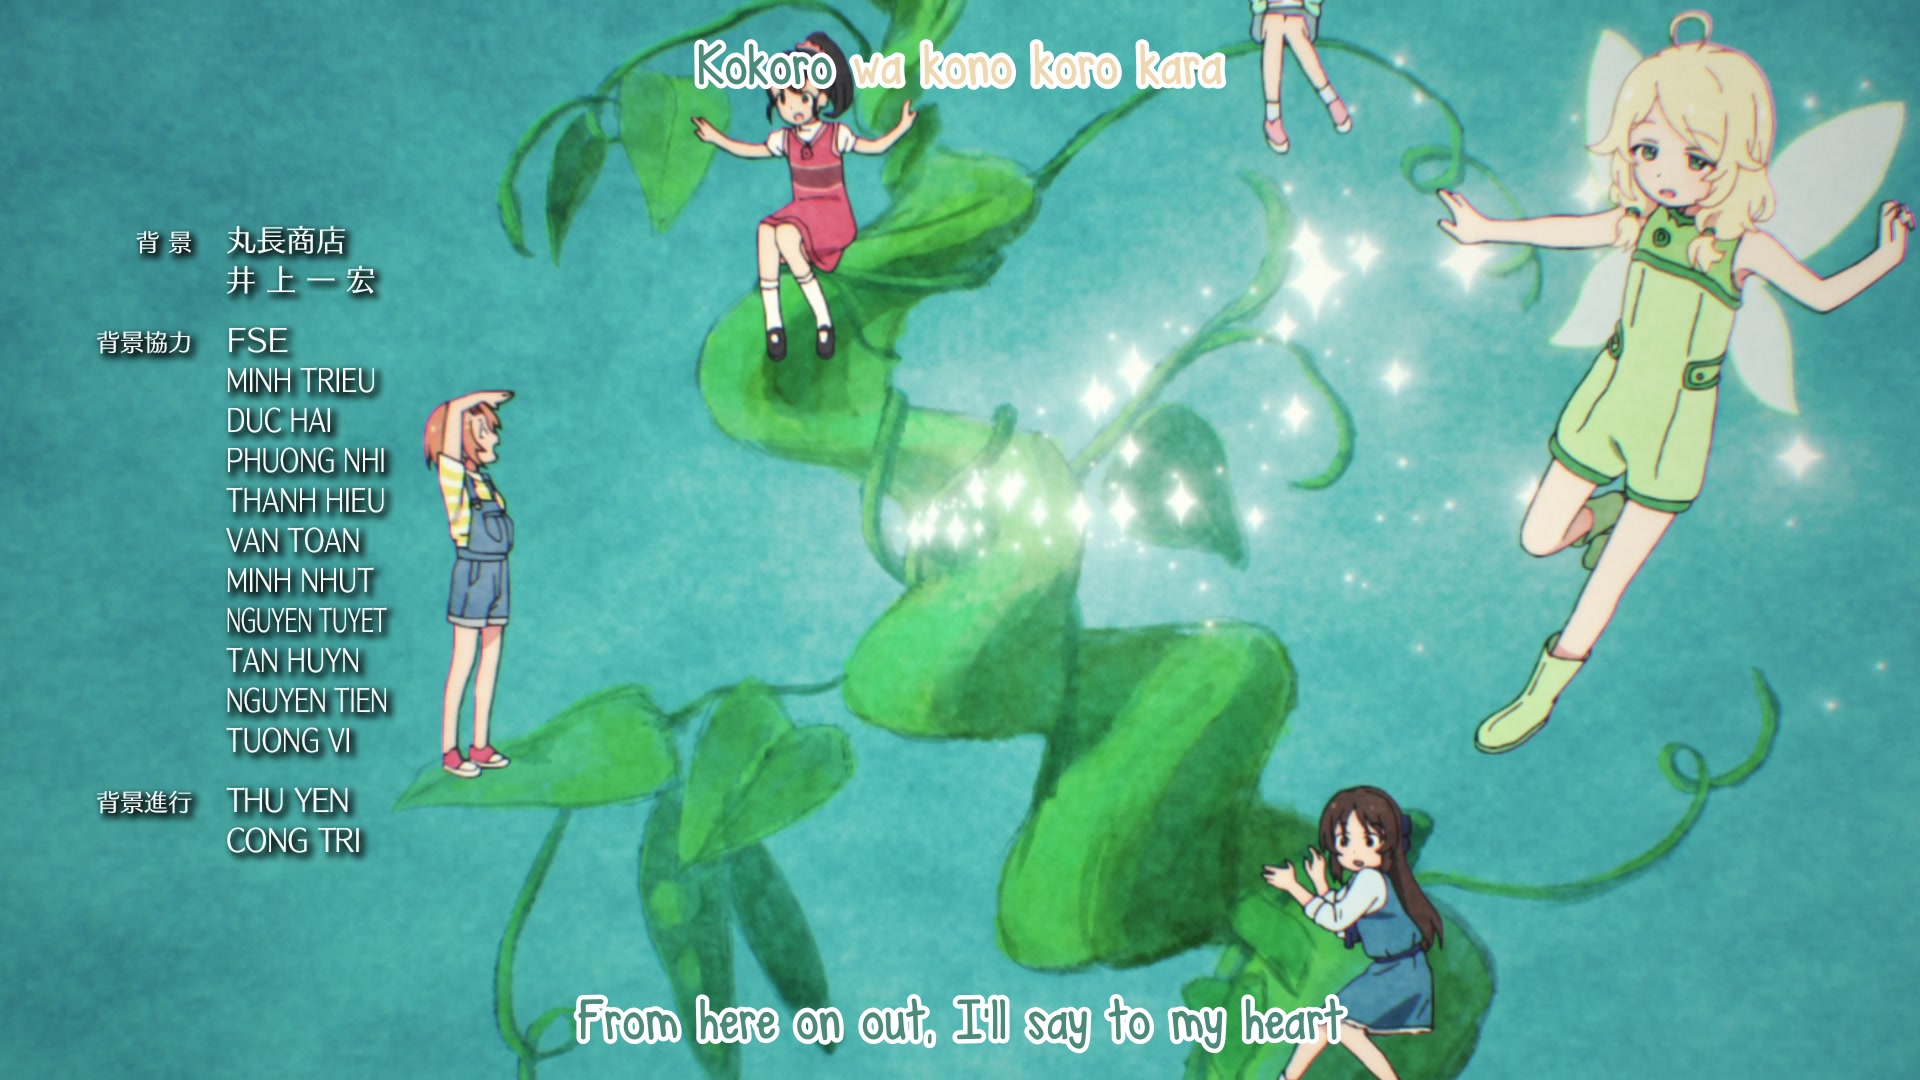 Kokoro wa kono koro kara
背景 丸長商店
井上一宏
背景協力 FSE
MINH TRIEU
DUC HAI
PHUONG NHI
THANH HIEU
VAN TOAN
MINH NHUT
NGUYEN TUYET
TAN HUYN
NGUYEN TIEN
TUONG VI
背景進行 THU YEN
CONG TRI
From here on out, I'll say to my heart